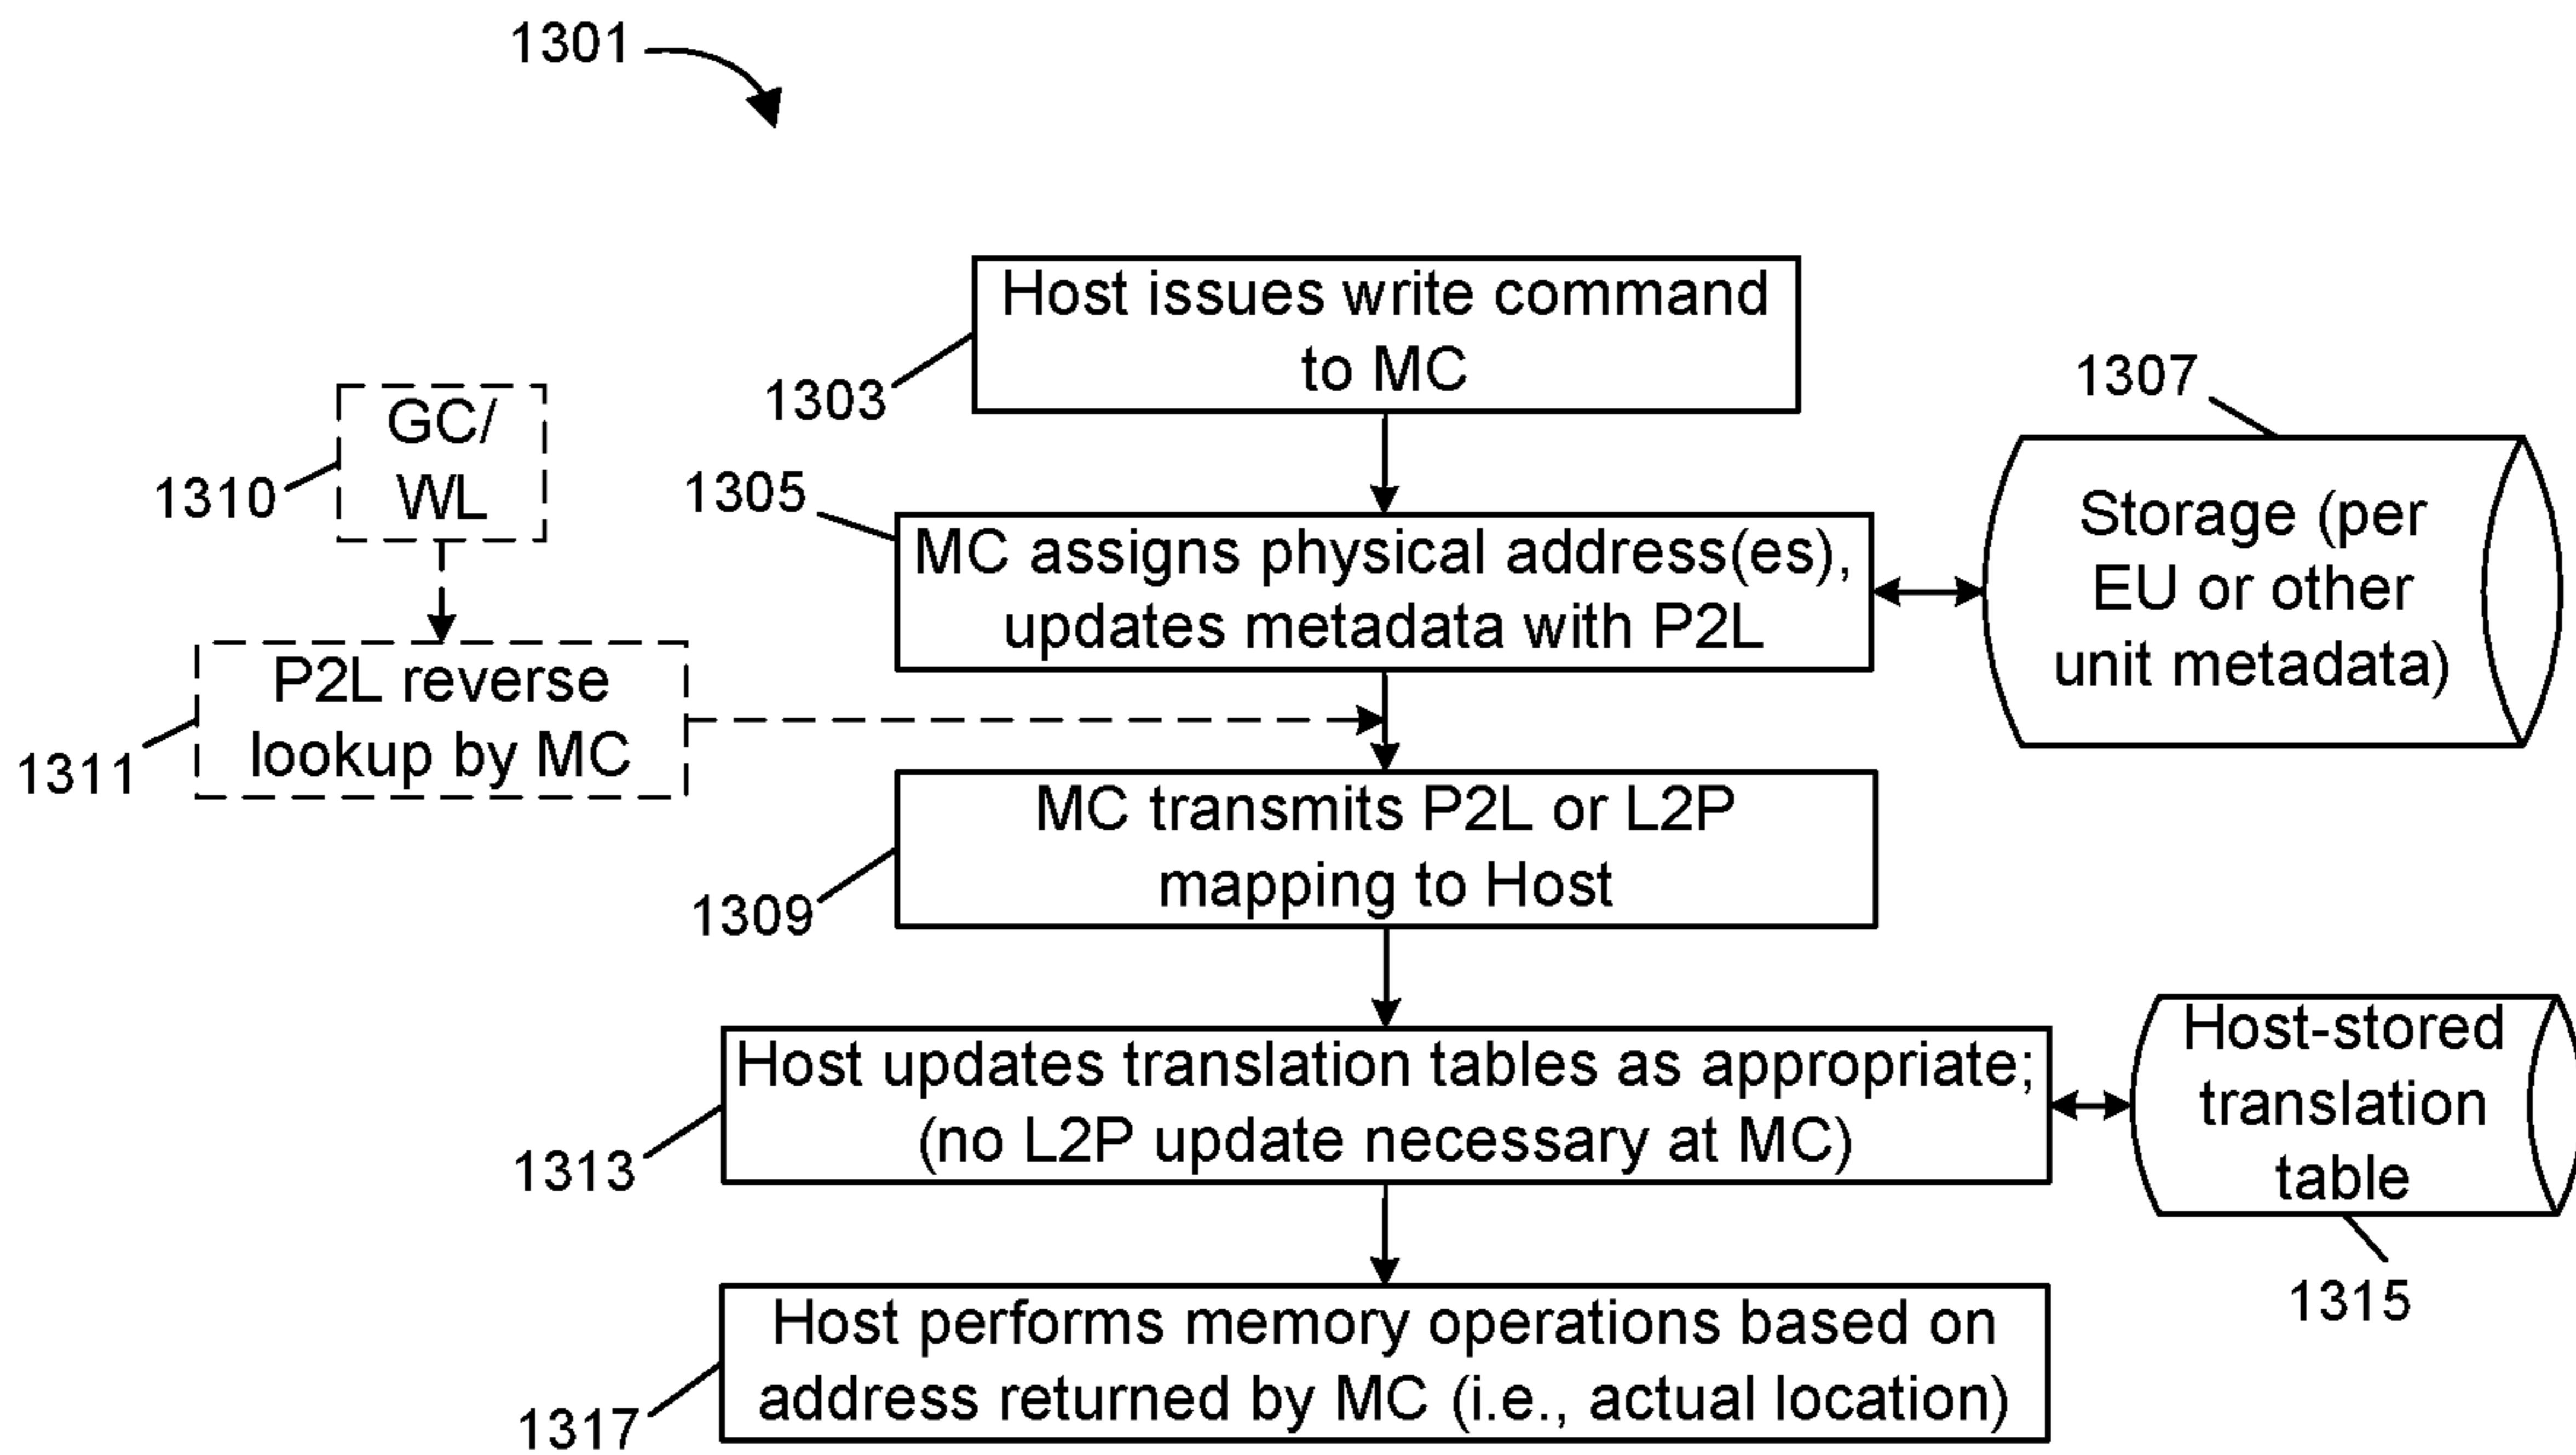 1301
Host issues write command
to MC
1303
1307
GC/
WL
1310
1305
MC assigns physical address(es),
updates metadata with P2L
Storage (per
EU or other
unit metadata)
P2L reverse
lookup by MC
1311
MC transmits P2L or L2P
mapping to Host
1309
Host updates translation tables as appropriate;
(no L2P update necessary at MC)
1313
Host-stored
translation
table
1315
Host performs memory operations based on
address returned by MC (i.e., actual location)
1317